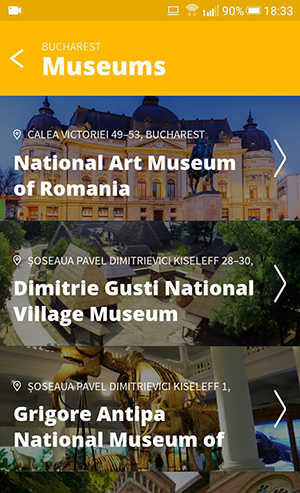 90% 18:33
BUCHAREST
Museums
CALEA VICTORIEI 49–53, BUCHAREST
National Art Museum
of Romania
ȘOSEAUA PAVEL DIMITRIEVICI KISELEFF 28–30,
Dimitrie Gusti National
Village Museum
ȘOSEAUA PAVEL DIMITRIEVICI KISELEFF 1,
Grigore Antipa
National Museum of